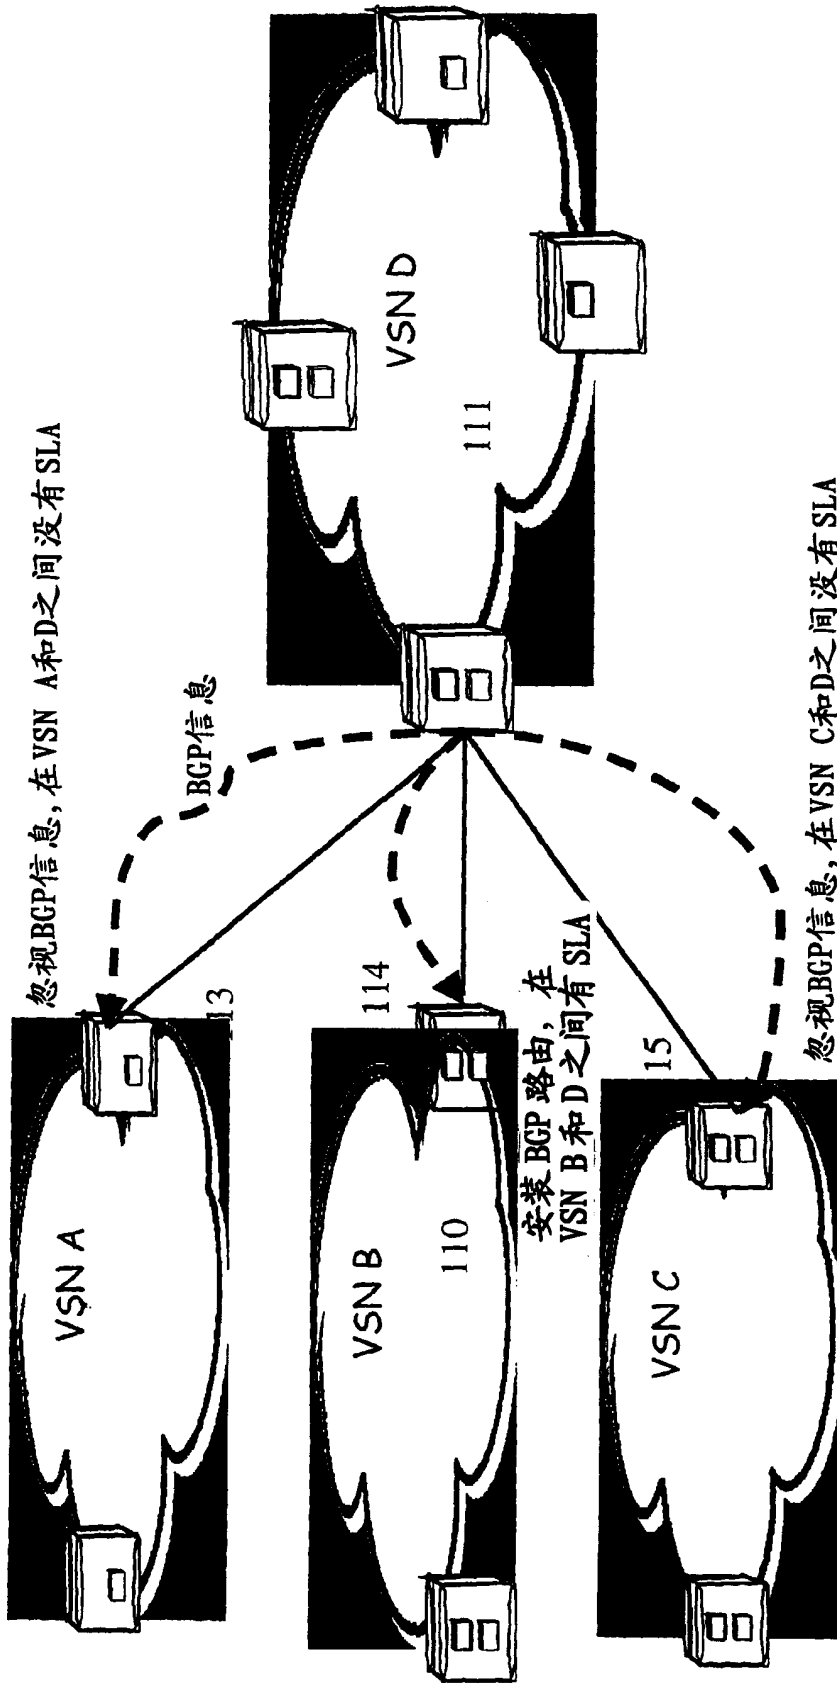 忽视BGP信息,在VSN A和D之间没有SLA
BGP信息
VSN A
13
VSN B
110
114
安装BGP路由,在
VSN B和D之间有SLA
VSN C
15
VSN D
111
忽视BGP信息,在VSN C和D之间没有SLA